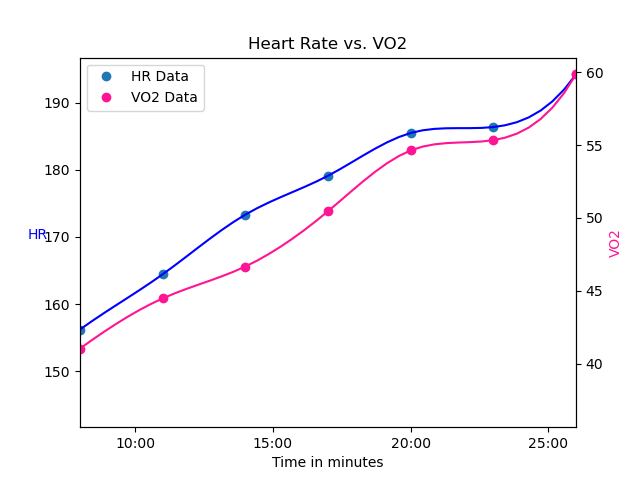 Heart Rate vs. VO2
HR Data
VO2 Data
190
180
170
160
150
HR
60
55
50
45
40
VO2
10:00
15:00
20:00
25:00
Time in minutes